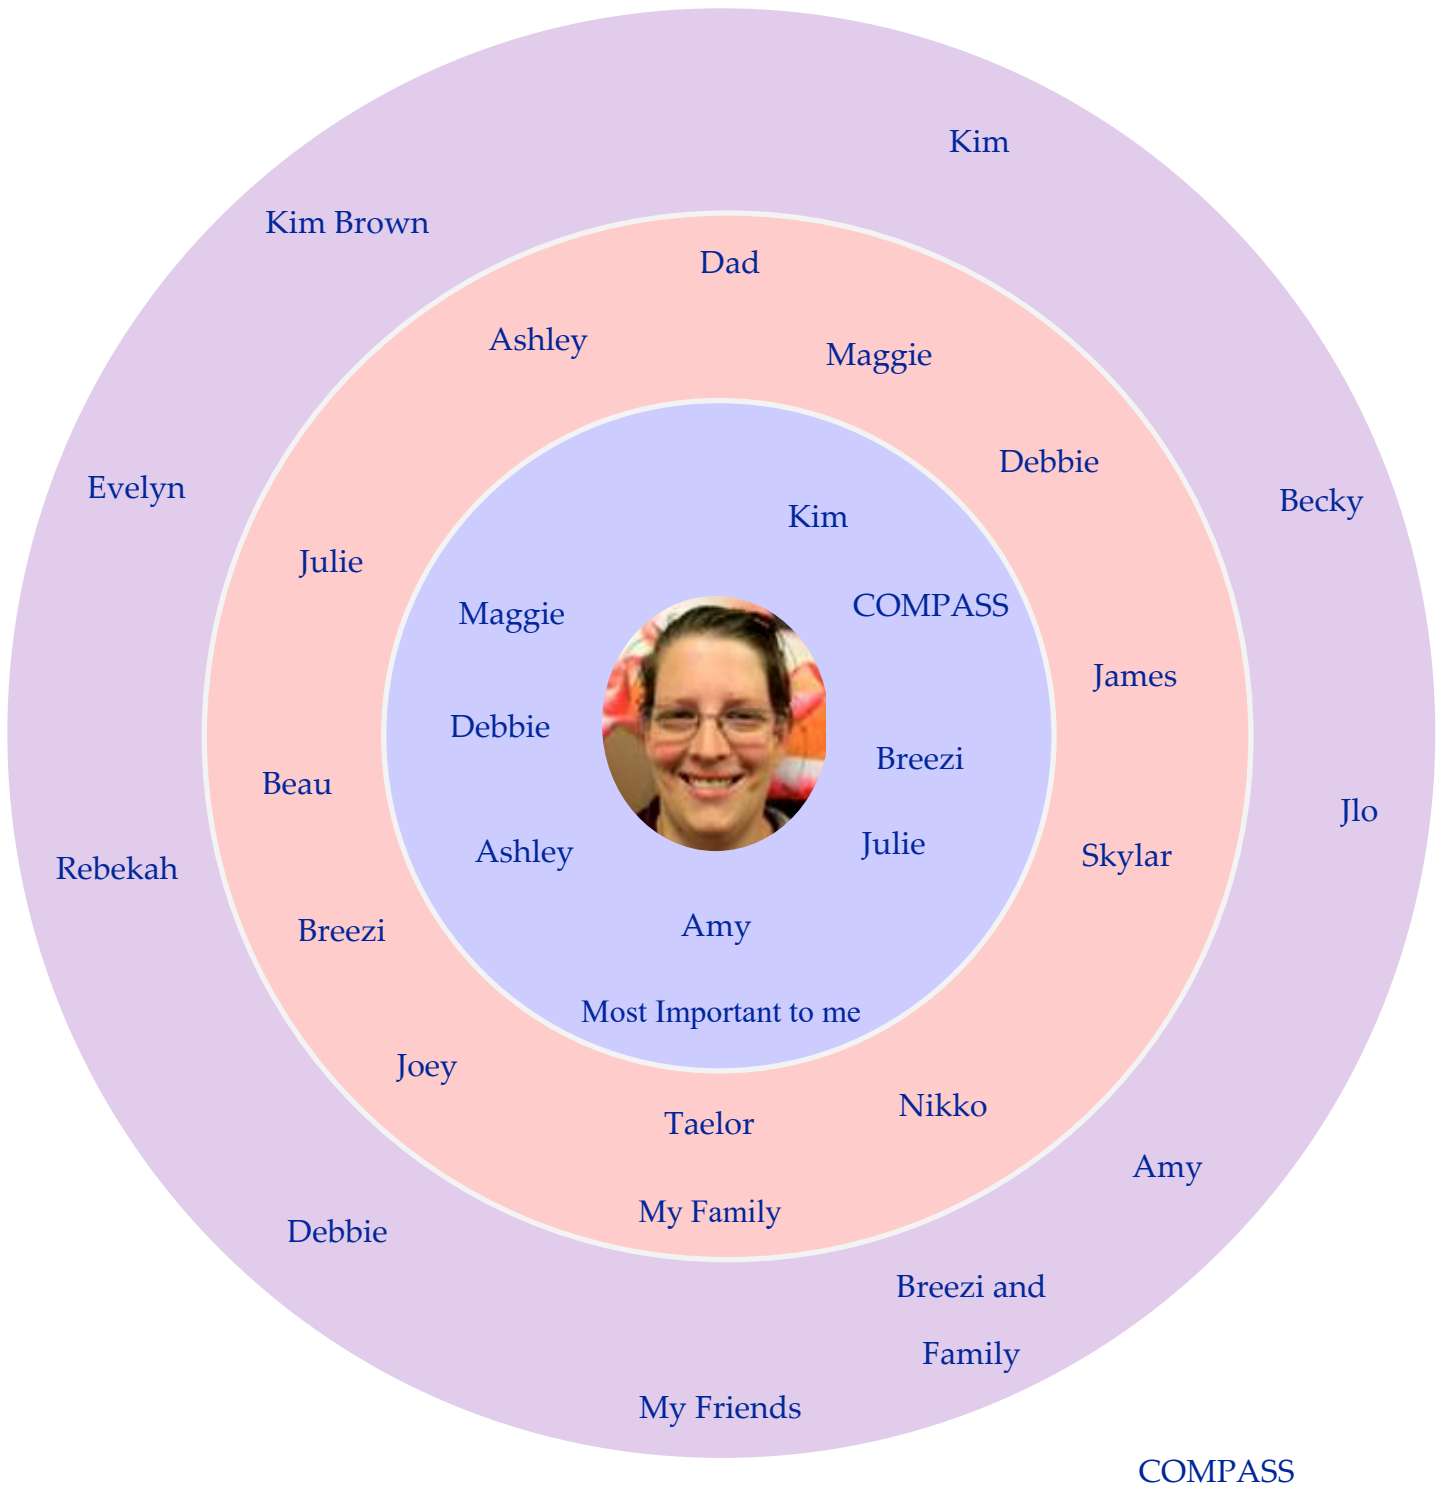 Kim
Kim Brown
Dad
Ashley
Maggie
Debbie
Evelyn
Becky
Kim
Julie
COMPASS
Maggie
James
Debbie
Breezi
Beau
Jlo
Julie
Ashley
Skylar
Rebekah
Amy
Breezi
Most Important to me
Joey
Nikko
Taelor
Amy
My Family
Debbie
Breezi and
Family
My Friends
COMPASS